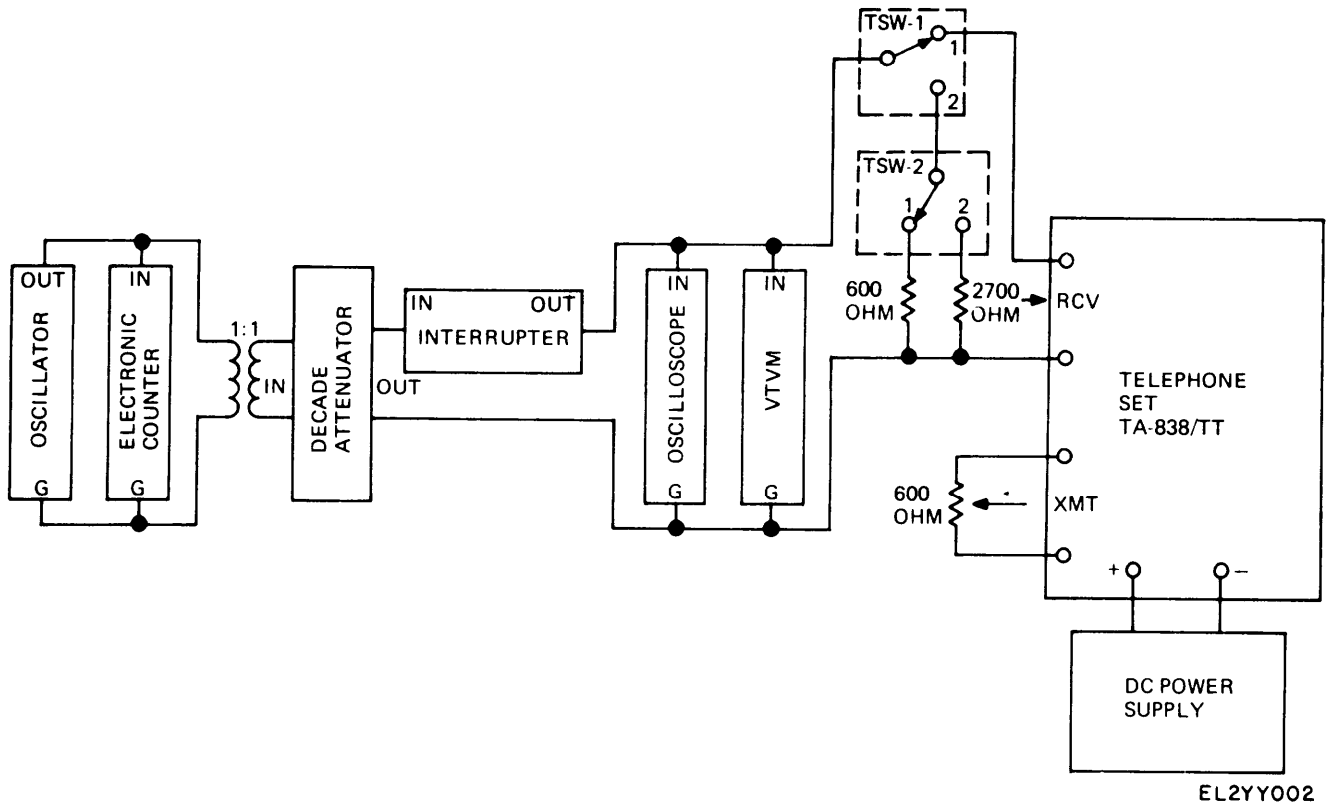 TSW-1
1
2
TSW-2
1
2
600
OHM
2700
OHM
RCV
TELEPHONE
SET
TA-838/TT
600
OHM
XMT
+
–
DC POWER
SUPPLY
OUT
OSCILLATOR
G
IN
ELECTRONIC
COUNTER
G
1:1
IN
DECADE
ATTENUATOR
OUT
IN
OUT
INTERRUPTER
IN
OSCILLOSCOPE
G
IN
VTVM
G
EL2YY002